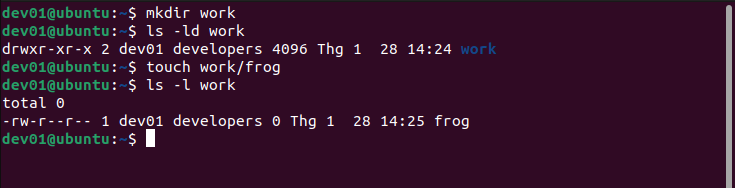 dev01@ubuntu:~$ mkdir work
dev01@ubuntu:~$ ls -ld work
drwxr-xr-x 2 dev01 developers 4096 Thg 1  28 14:24 work
dev01@ubuntu:~$ touch work/frog
dev01@ubuntu:~$ ls -l work
total 0
-rw-r--r-- 1 dev01 developers 0 Thg 1  28 14:25 frog
dev01@ubuntu:~$